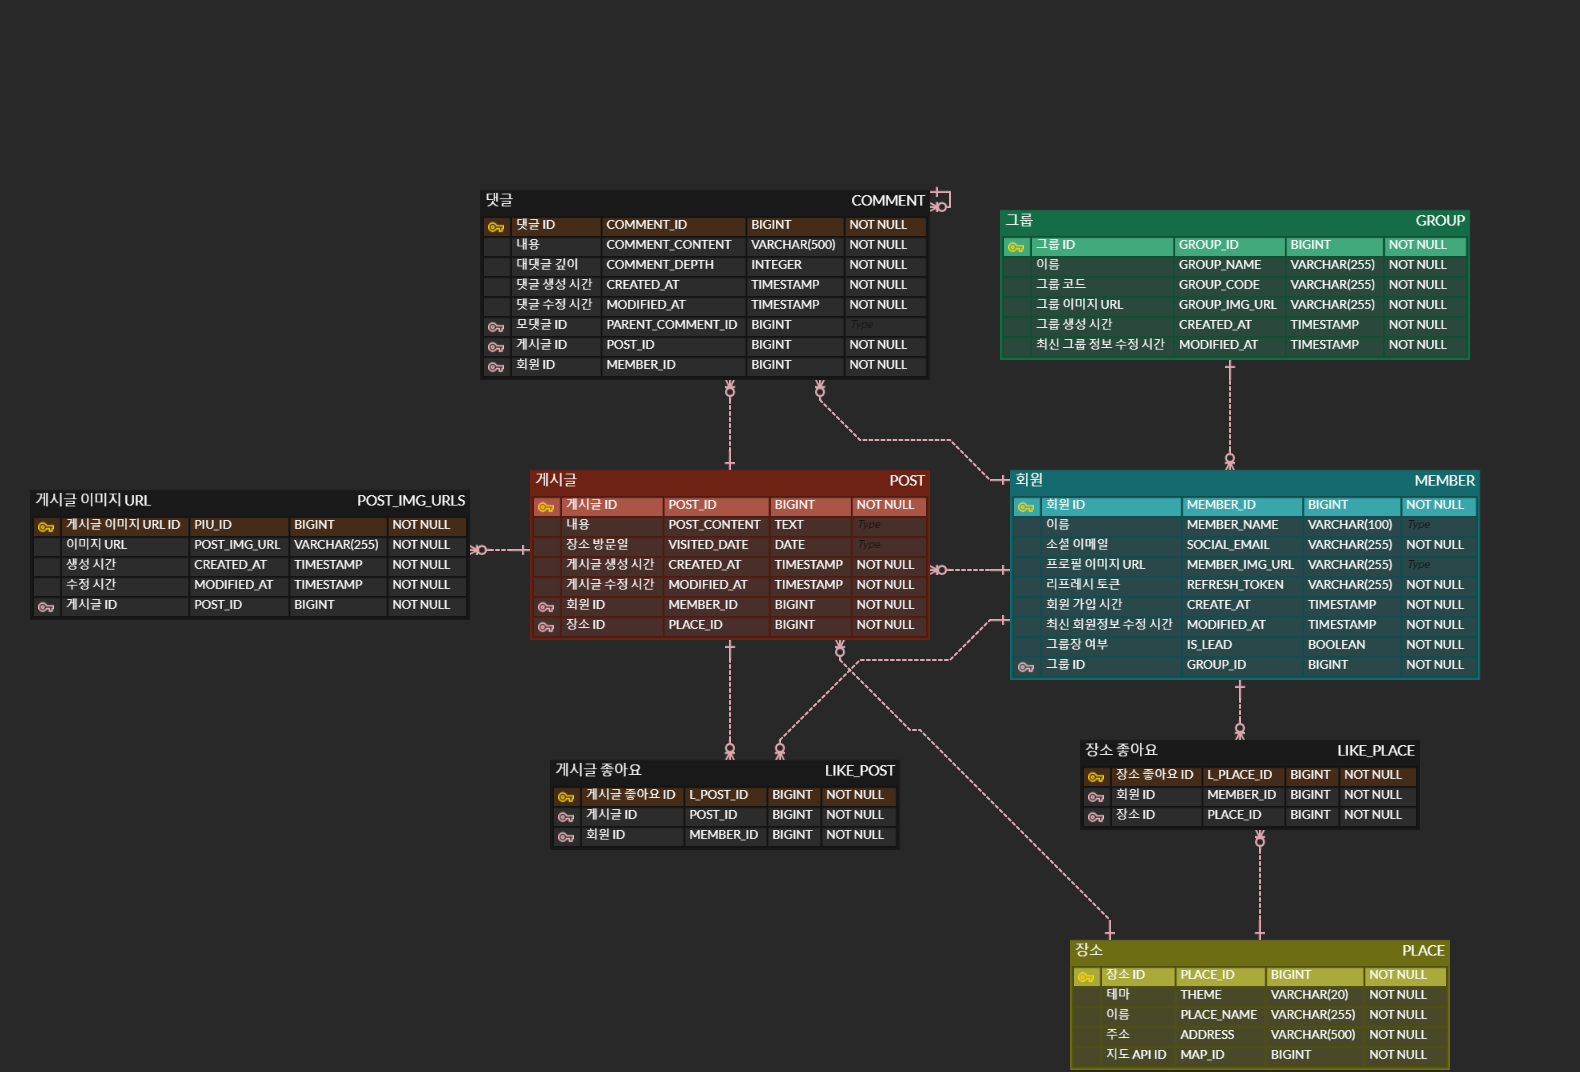 댓글 COMMENT
댓글 ID COMMENT_ID BIGINT NOT NULL
내용 COMMENT_CONTENT VARCHAR(500) NOT NULL
대댓글 깊이 COMMENT_DEPTH INTEGER NOT NULL
댓글 생성 시간 CREATED_AT TIMESTAMP NOT NULL
댓글 수정 시간 MODIFIED_AT TIMESTAMP NOT NULL
모댓글 ID PARENT_COMMENT_ID BIGINT Type
게시글 ID POST_ID BIGINT NOT NULL
회원 ID MEMBER_ID BIGINT NOT NULL
그룹 GROUP
그룹 ID GROUP_ID BIGINT NOT NULL
이름 GROUP_NAME VARCHAR(255) NOT NULL
그룹 코드 GROUP_CODE VARCHAR(255) NOT NULL
그룹 이미지 URL GROUP_IMG_URL VARCHAR(255) NOT NULL
그룹 생성 시간 CREATED_AT TIMESTAMP NOT NULL
최신 그룹 정보 수정 시간 MODIFIED_AT TIMESTAMP NOT NULL
게시글 이미지 URL POST_IMG_URLS
게시글 이미지 URL ID PIU_ID BIGINT NOT NULL
이미지 URL POST_IMG_URL VARCHAR(255) NOT NULL
생성 시간 CREATED_AT TIMESTAMP NOT NULL
수정 시간 MODIFIED_AT TIMESTAMP NOT NULL
게시글 ID POST_ID BIGINT NOT NULL
게시글 POST
게시글 ID POST_ID BIGINT NOT NULL
내용 POST_CONTENT TEXT Type
장소 방문일 VISITED_DATE DATE Type
게시글 생성 시간 CREATED_AT TIMESTAMP NOT NULL
게시글 수정 시간 MODIFIED_AT TIMESTAMP NOT NULL
회원 ID MEMBER_ID BIGINT NOT NULL
장소 ID PLACE_ID BIGINT NOT NULL
회원 MEMBER
회원 ID MEMBER_ID BIGINT NOT NULL
이름 MEMBER_NAME VARCHAR(100) Type
소셜 이메일 SOCIAL_EMAIL VARCHAR(255) NOT NULL
프로필 이미지 URL MEMBER_IMG_URL VARCHAR(255) Type
리프레시 토큰 REFRESH_TOKEN VARCHAR(255) NOT NULL
회원 가입 시간 CREATE_AT TIMESTAMP NOT NULL
최신 회원정보 수정 시간 MODIFIED_AT TIMESTAMP NOT NULL
그룹장 여부 IS_LEAD BOOLEAN NOT NULL
그룹 ID GROUP_ID BIGINT NOT NULL
게시글 좋아요 LIKE_POST
게시글 좋아요 ID L_POST_ID BIGINT NOT NULL
게시글 ID POST_ID BIGINT NOT NULL
회원 ID MEMBER_ID BIGINT NOT NULL
장소 좋아요 LIKE_PLACE
장소 좋아요 ID L_PLACE_ID BIGINT NOT NULL
회원 ID MEMBER_ID BIGINT NOT NULL
장소 ID PLACE_ID BIGINT NOT NULL
장소 PLACE
장소 ID PLACE_ID BIGINT NOT NULL
테마 THEME VARCHAR(20) NOT NULL
이름 PLACE_NAME VARCHAR(255) NOT NULL
주소 ADDRESS VARCHAR(500) NOT NULL
지도 API ID MAP_ID BIGINT NOT NULL